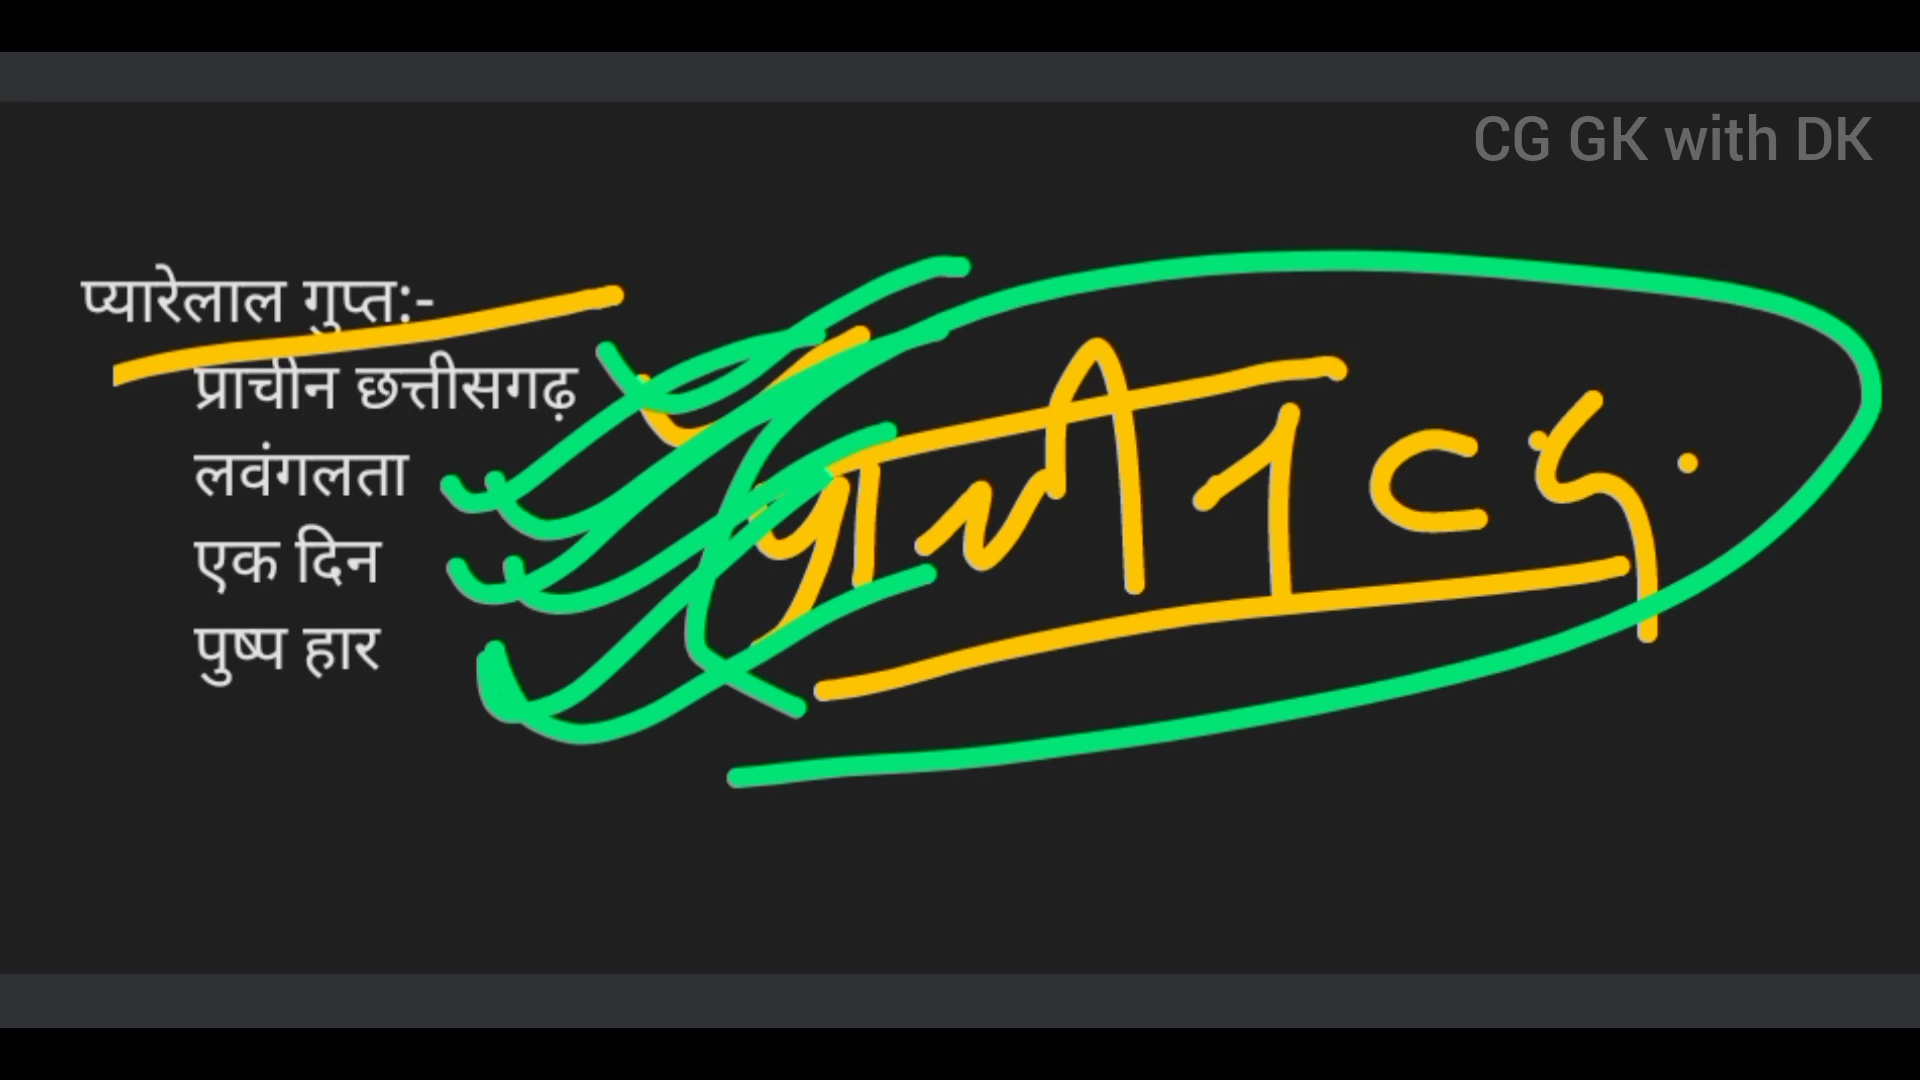 CG GK with DK
प्यारेलाल गुप्त:-
प्राचीन छत्तीसगढ़
लवंगलता
एक दिन
पुष्प हार